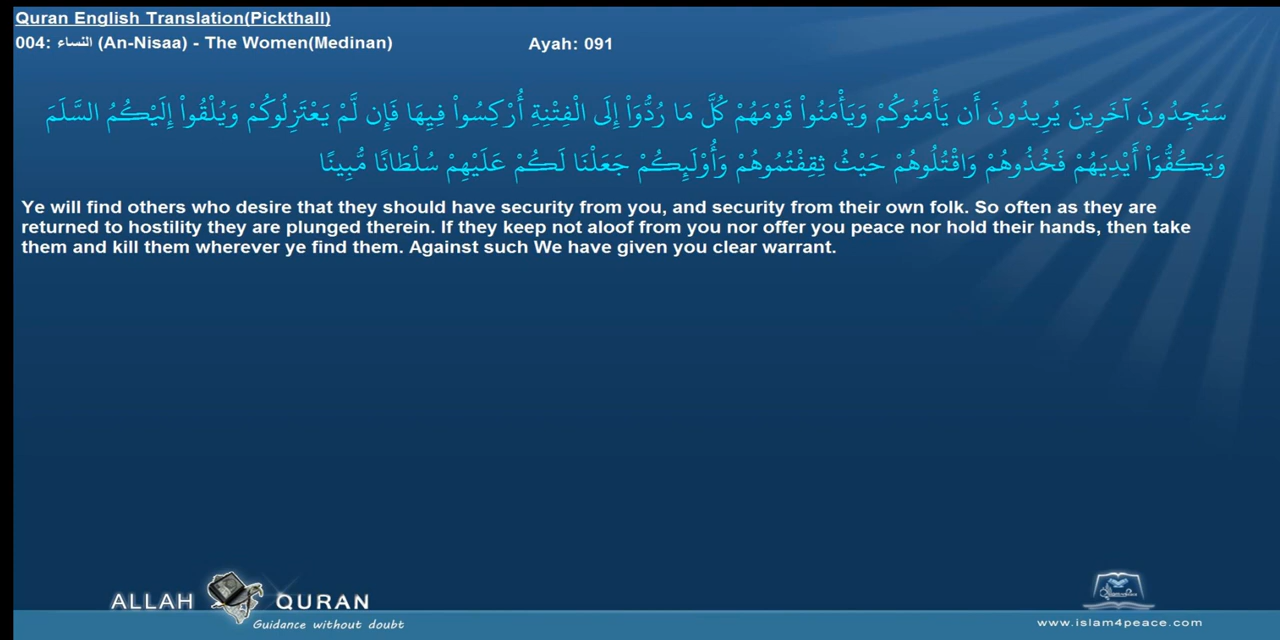 Quran English Translation(Pickthall)
004: النساء (An-Nisaa) - The Women(Medinan)
Ayah: 091
سَتَجِدُونَ آخَرِينَ يُرِيدُونَ أَن يَأْمَنُوكُمْ وَيَأْمَنُواْ قَوْمَهُمْ كُلَّ مَا رُدُّوَاْ إِلَى الْفِتْنِةِ أُرْكِسُواْ فِيِهَا فَإِن لَّمْ يَعْتَزِلُوكُمْ وَيُلْقُواْ إِلَيْكُمُ السَّلَمَ
وَيَكُفُّوَاْ أَيْدِيَهُمْ فَخُذُوهُمْ وَاقْتُلُوهُمْ حَيْثُ ثِقِفْتُمُوهُمْ وَأُوْلَئِكُمْ جَعَلْنَا لَكُمْ عَلَيْهِمْ سُلْطَانًا مُّبِينًا
Ye will find others who desire that they should have security from you, and security from their own folk. So often as they are
returned to hostility they are plunged therein. If they keep not aloof from you nor offer you peace nor hold their hands, then take
them and kill them wherever ye find them. Against such We have given you clear warrant.
ALLAH QURAN
Guidance without doubt
www.islam4peace.com